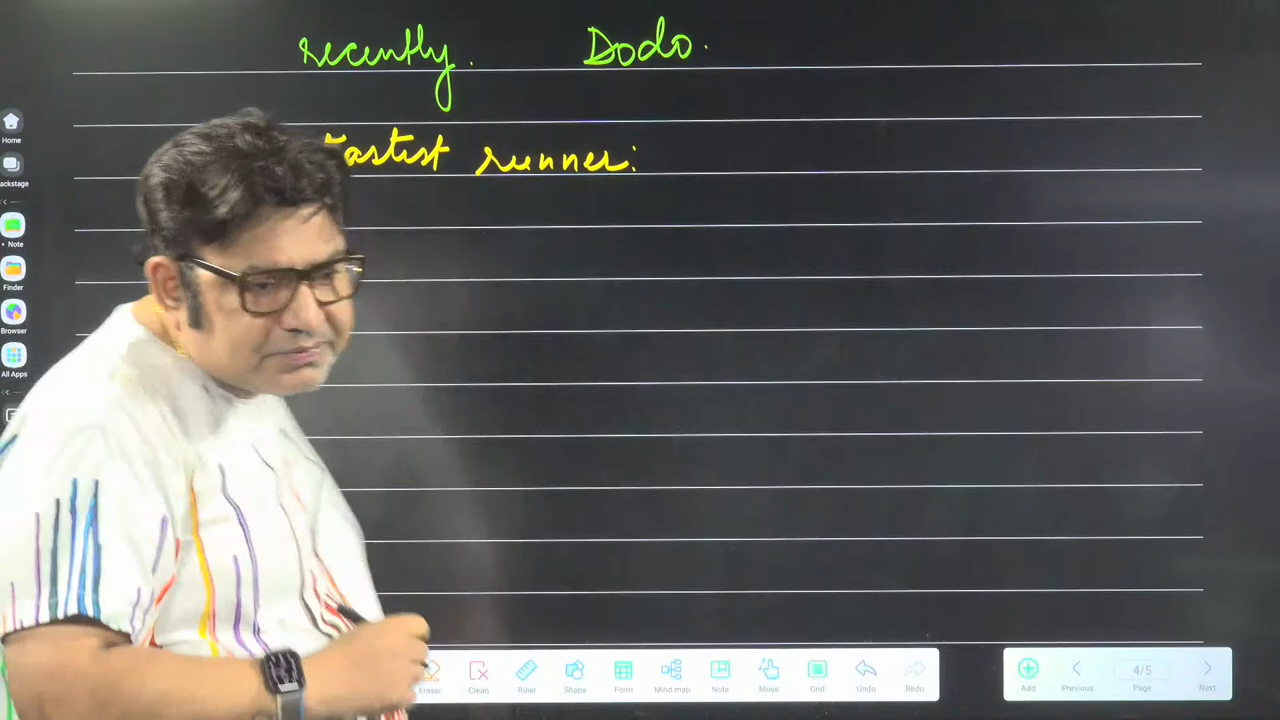 recently. Dodo.
Fastest runner:
Home
ackstage
Note
Finder
Browser
All Apps
Eraser
Clean
Ruler
Shape
Form
Mind map
Note
Move
Grid
Undo
Redo
Add
Previous
4/5
Page
Next